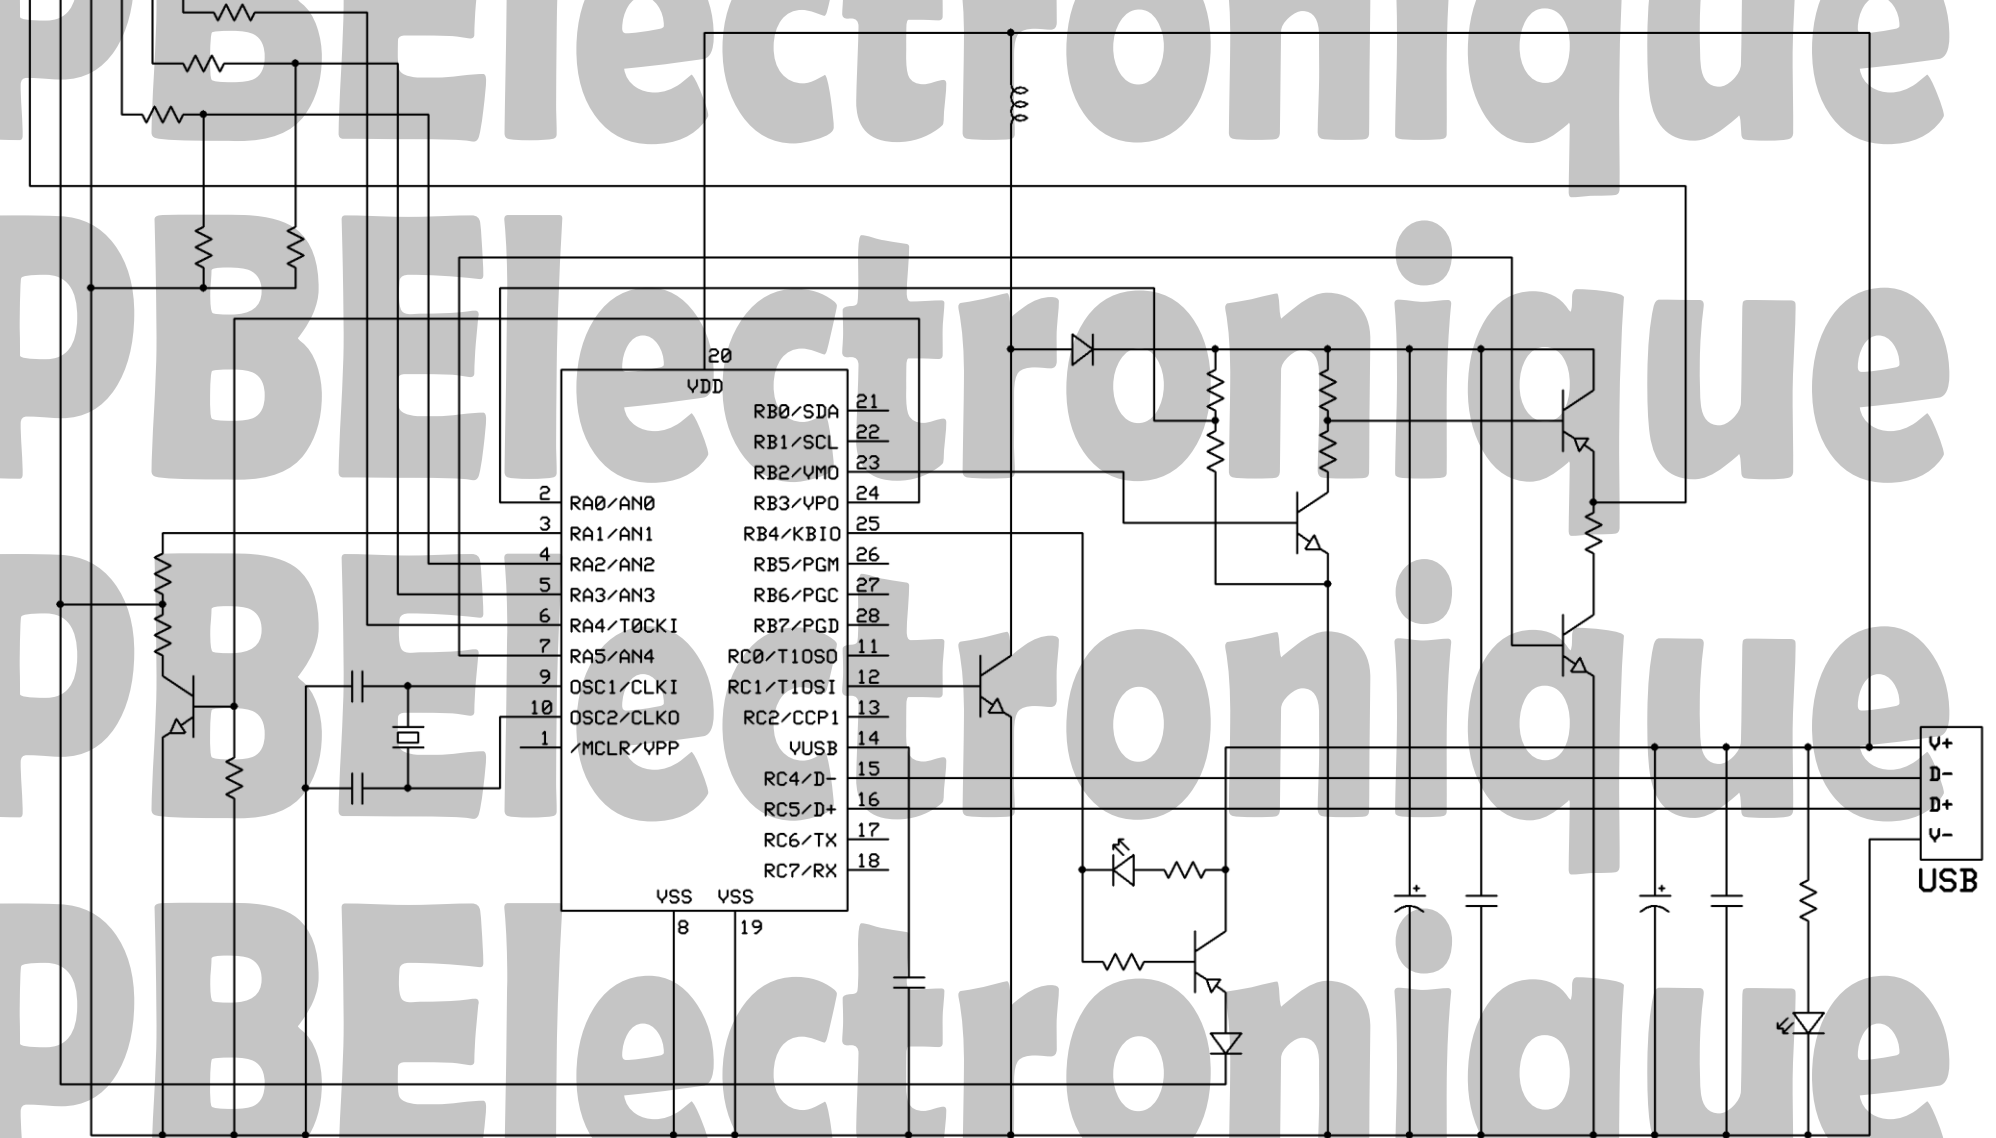 PBElectronique
PBElectronique
20
VDD
RB0/SDA 21
RB1/SCL 22
RB2/VMO 23
2 RA0/AN0 RB3/VPO 24
3 RA1/AN1 RB4/KBI0 25
4 RA2/AN2 RB5/PGM 26
5 RA3/AN3 RB6/PGC 27
6 RA4/T0CKI RB7/PGD 28
7 RA5/AN4 RC0/T1OSO 11
9 OSC1/CLKI RC1/T1OSI 12
10 OSC2/CLKO RC2/CCP1 13
1 /MCLR/VPP VUSB 14
RC4/D- 15
RC5/D+ 16
RC6/TX 17
RC7/RX 18
VSS VSS
8 19
PBElectronique
V+
D-
D+
V-
USB
+
+
PBElectronique